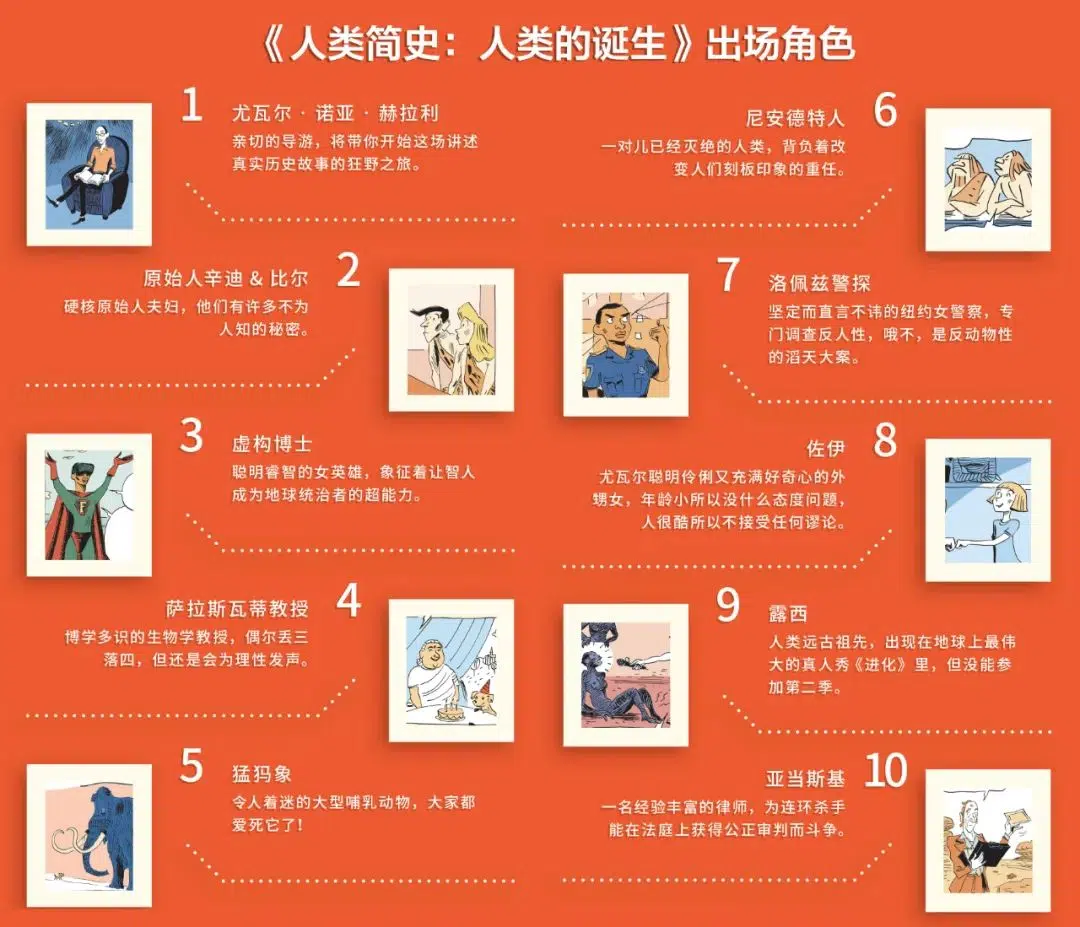 《人类简史：人类的诞生》出场角色
1
尤瓦尔·诺亚·赫拉利
亲切的导游，将带你开始这场讲述
真实历史故事的狂野之旅。
2
原始人辛迪 & 比尔
硬核原始人夫妇，他们有许多不为
人知的秘密。
3
虚构博士
聪明睿智的女英雄，象征着让智人
成为地球统治者的超能力。
F
4
萨拉斯瓦蒂教授
博学多识的生物学教授，偶尔丢三
落四，但还是会为理性发声。
5
猛犸象
令人着迷的大型哺乳动物，大家都
爱死它了！
6
尼安德特人
一对儿已经灭绝的人类，背负着改
变人们刻板印象的重任。
7
洛佩兹警探
坚定而直言不讳的纽约女警察，专
门调查反人性，哦不，是反动物性
的滔天大案。
8
佐伊
尤瓦尔聪明伶俐又充满好奇心的外
甥女，年龄小所以没什么态度问题，
人很酷所以不接受任何谬论。
9
露西
人类远古祖先，出现在地球上最伟
大的真人秀《进化》里，但没能参
加第二季。
10
亚当斯基
一名经验丰富的律师，为连环杀手
能在法庭上获得公正审判而斗争。